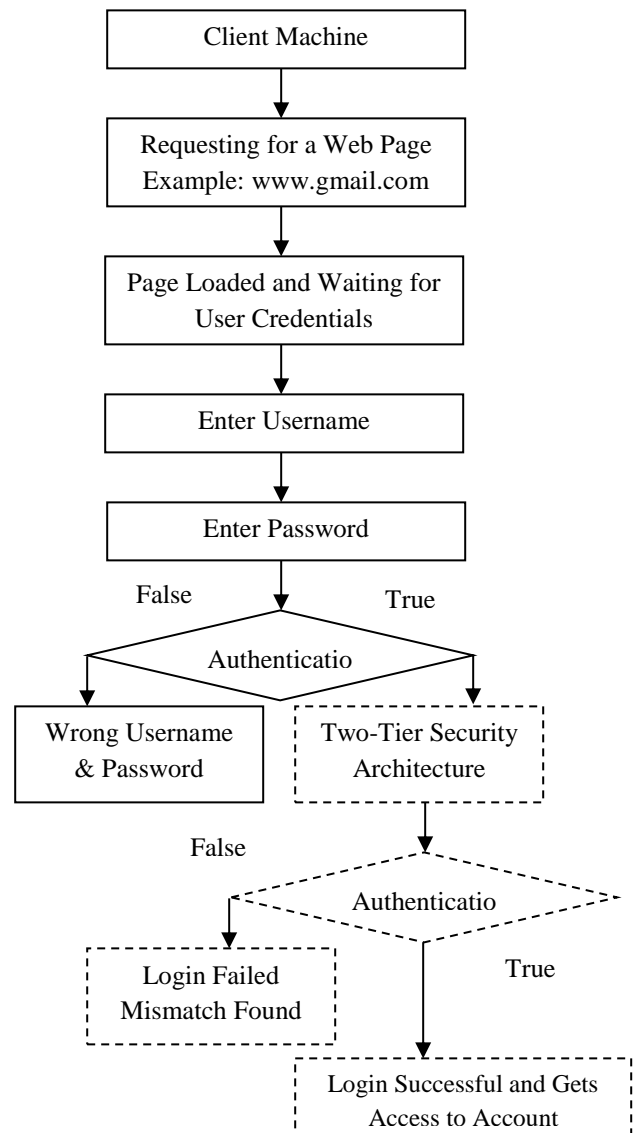 Client Machine
Requesting for a Web Page
Example: www.gmail.com
Page Loaded and Waiting for
User Credentials
Enter Username
Enter Password
False
True
Authenticatio
Wrong Username
& Password
Two-Tier Security
Architecture
False
Authenticatio
Login Failed
Mismatch Found
True
Login Successful and Gets
Access to Account